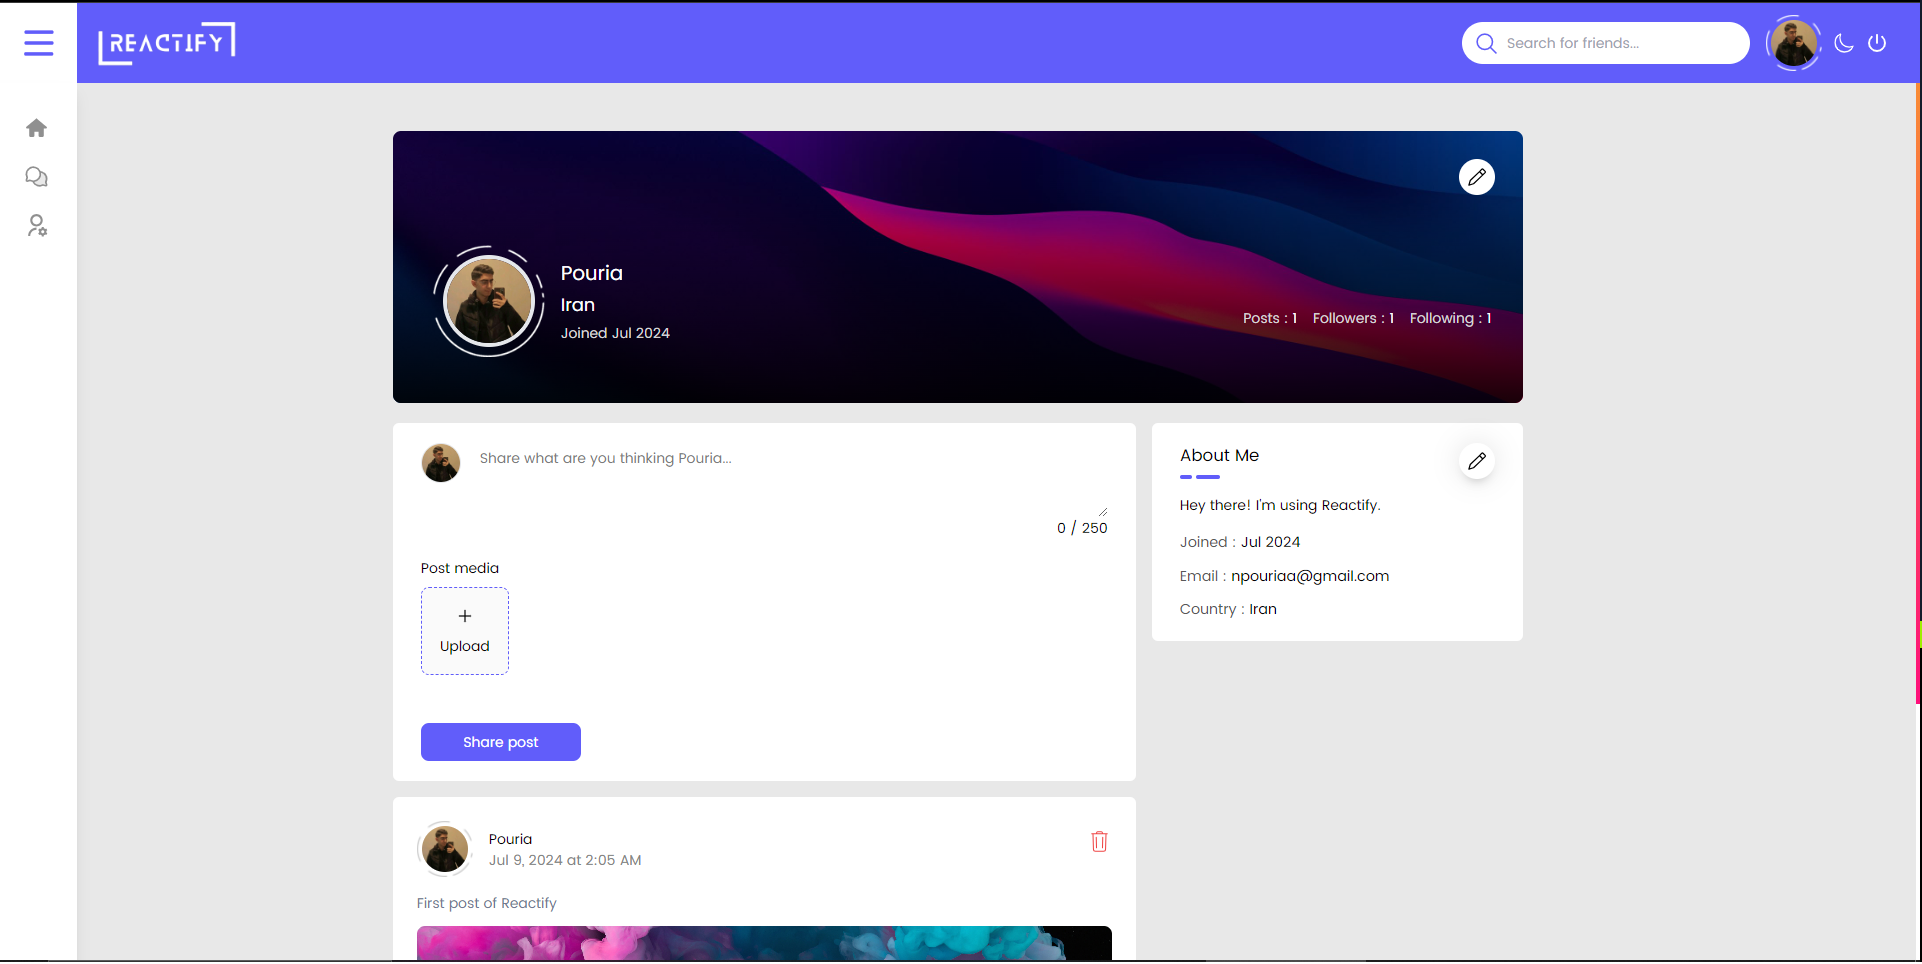 REACTIFY
Search for friends...
Pouria
Iran
Joined Jul 2024
Posts : 1 Followers : 1 Following : 1
Share what are you thinking Pouria...
0 / 250
Post media
Upload
Share post
About Me
Hey there! I'm using Reactify.
Joined : Jul 2024
Email : npouriaa@gmail.com
Country : Iran
Pouria
Jul 9, 2024 at 2:05 AM
First post of Reactify